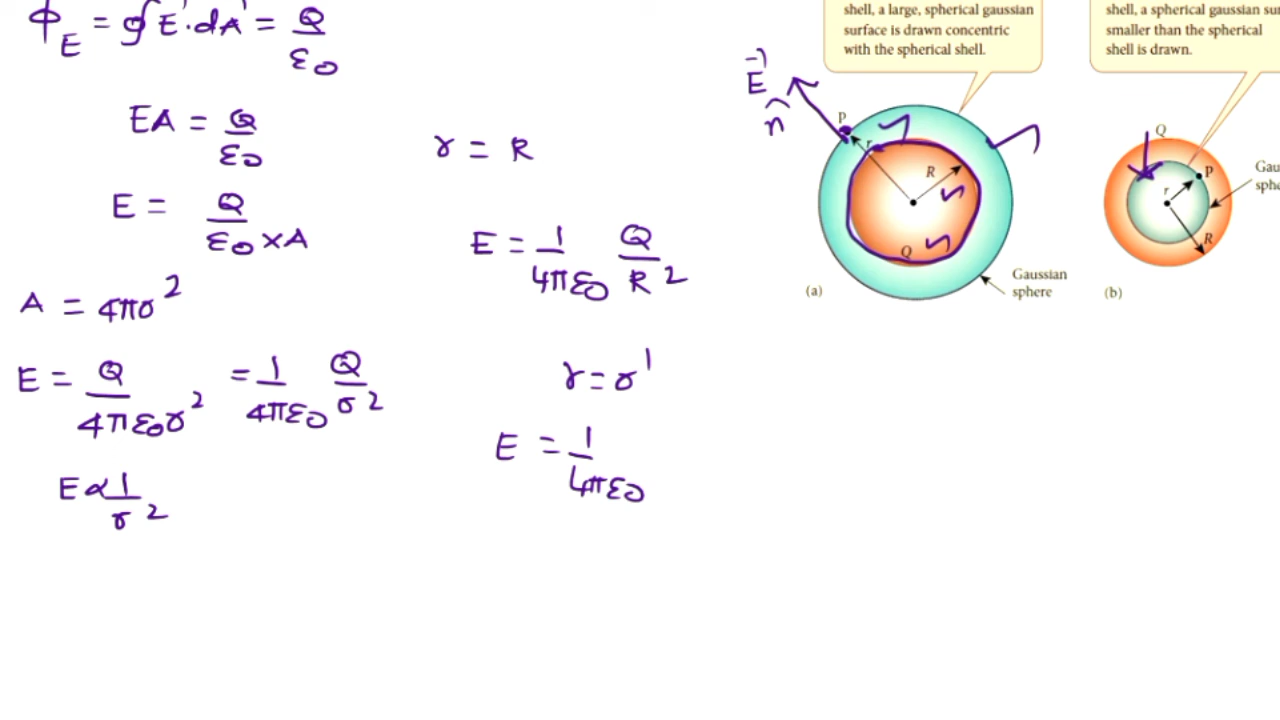 Φ_E = ∮ E⃗ · dA⃗ = Q/ε₀
EA = Q/ε₀
E = Q/(ε₀ × A)
A = 4πr²
E = Q/(4πε₀r²) = 1/(4πε₀) Q/r²
E ∝ 1/r²
r = R
E = 1/(4πε₀) Q/R²
r = r'
E = 1/(4πε₀)
shell, a large, spherical gaussian
surface is drawn concentric
with the spherical shell.
E⃗
n̂
P
r
R
Q
Gaussian
sphere
(a)
shell, a spherical gaussian su
smaller than the spherical
shell is drawn.
Q
P
r
R
Gau
sphe
(b)